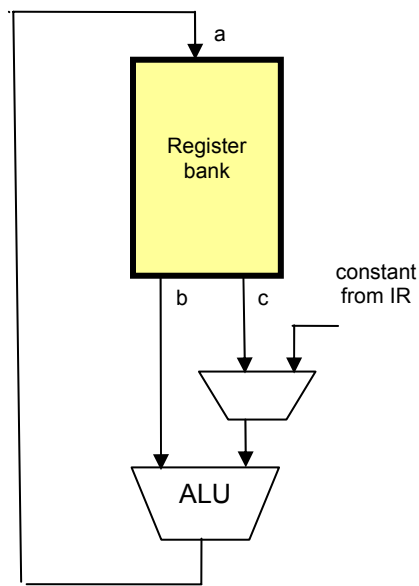 a
Register
bank
b
c
constant
from IR
ALU